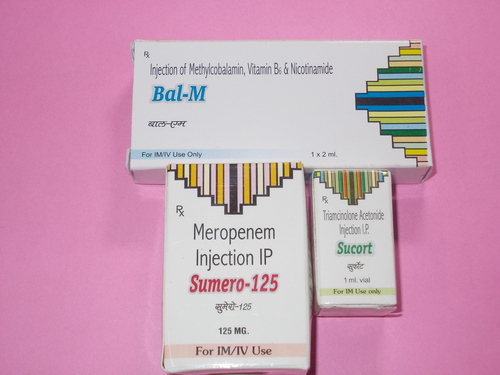 Rx
Injection of Methylcobalamin, Vitamin B6 & Nicotinamide
Bal-M
बाल-एम
For IM/IV Use Only
1 x 2 ml.
Rx
Meropenem
Injection IP
Sumero-125
सुमेरो-125
125 MG.
For IM/IV Use
Rx
Triamcinolone Acetonide
Injection I.P.
Sucort
सुकोर्ट
1 ml. vial
For IM Use only